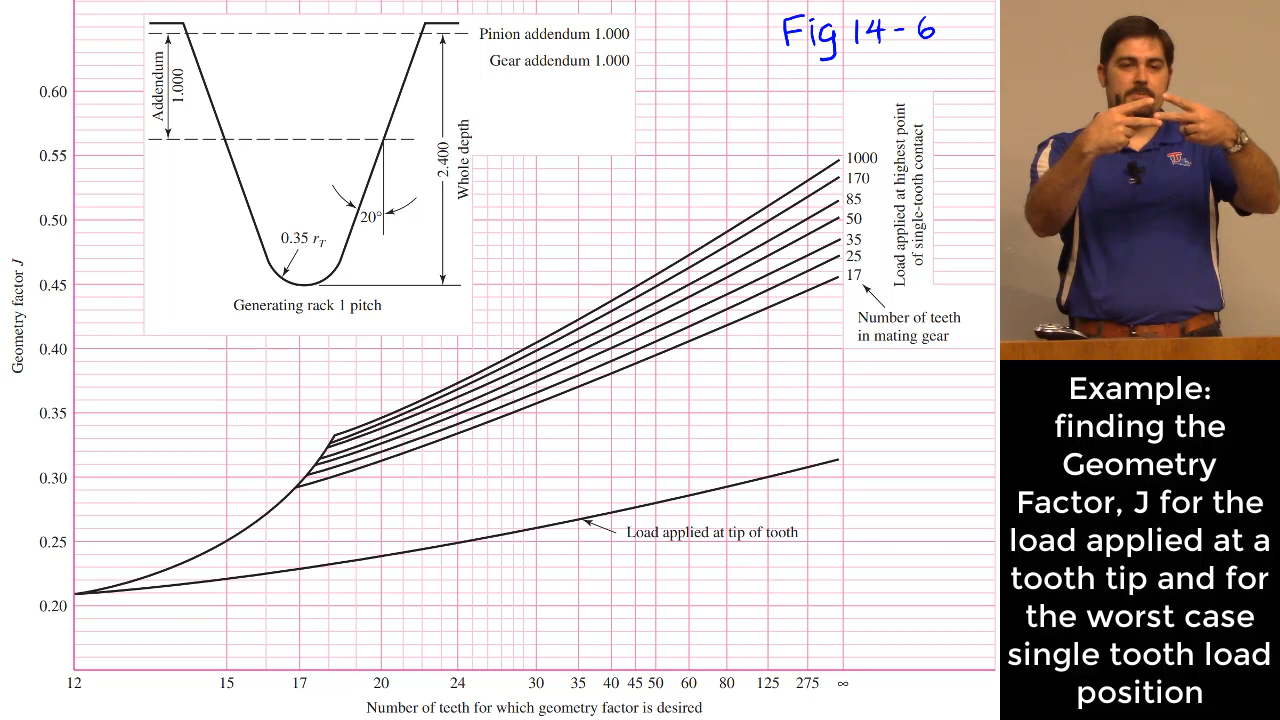 Fig 14-6
Pinion addendum 1.000
Gear addendum 1.000
Addendum
1.000
2.400
Whole depth
20°
0.35 rT
Generating rack 1 pitch
Geometry factor J
0.60
0.55
0.50
0.45
0.40
0.35
0.30
0.25
0.20
1000
170
85
50
35
25
17
Load applied at highest point
of single-tooth contact
Number of teeth
in mating gear
Load applied at tip of tooth
12 15 17 20 24 30 35 40 45 50 60 80 125 275 ∞
Number of teeth for which geometry factor is desired
Example:
finding the
Geometry
Factor, J for the
load applied at a
tooth tip and for
the worst case
single tooth load
position